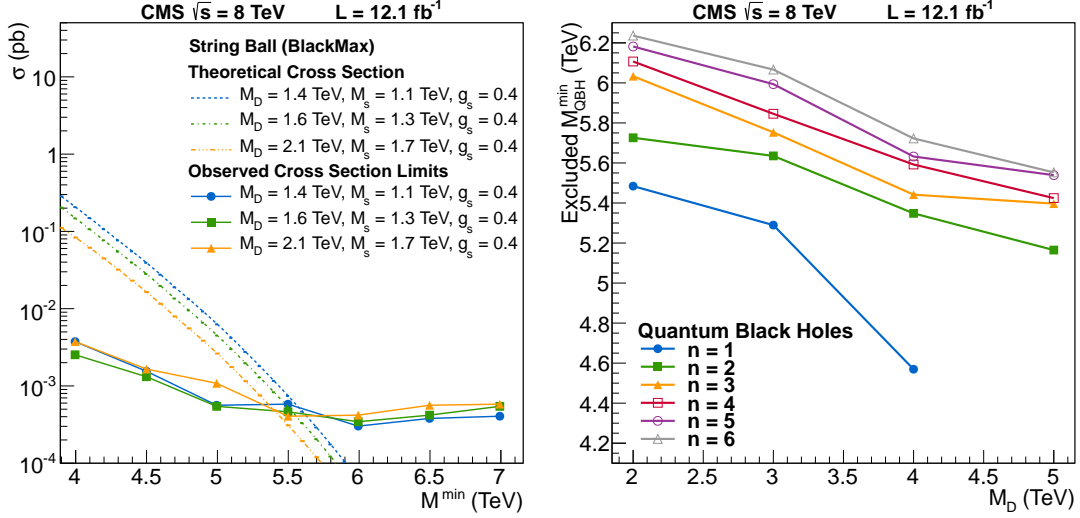 CMS √s = 8 TeV L = 12.1 fb⁻¹
σ (pb)
10
1
10⁻¹
10⁻²
10⁻³
10⁻⁴
String Ball (BlackMax)
Theoretical Cross Section
M_D = 1.4 TeV, M_s = 1.1 TeV, g_s = 0.4
M_D = 1.6 TeV, M_s = 1.3 TeV, g_s = 0.4
M_D = 2.1 TeV, M_s = 1.7 TeV, g_s = 0.4
Observed Cross Section Limits
M_D = 1.4 TeV, M_s = 1.1 TeV, g_s = 0.4
M_D = 1.6 TeV, M_s = 1.3 TeV, g_s = 0.4
M_D = 2.1 TeV, M_s = 1.7 TeV, g_s = 0.4
4 4.5 5 5.5 6 6.5 7
M^min (TeV)
CMS √s = 8 TeV L = 12.1 fb⁻¹
Excluded M_QBH^min (TeV)
6.2
6
5.8
5.6
5.4
5.2
5
4.8
4.6
4.4
4.2
Quantum Black Holes
n = 1
n = 2
n = 3
n = 4
n = 5
n = 6
2 2.5 3 3.5 4 4.5 5
M_D (TeV)